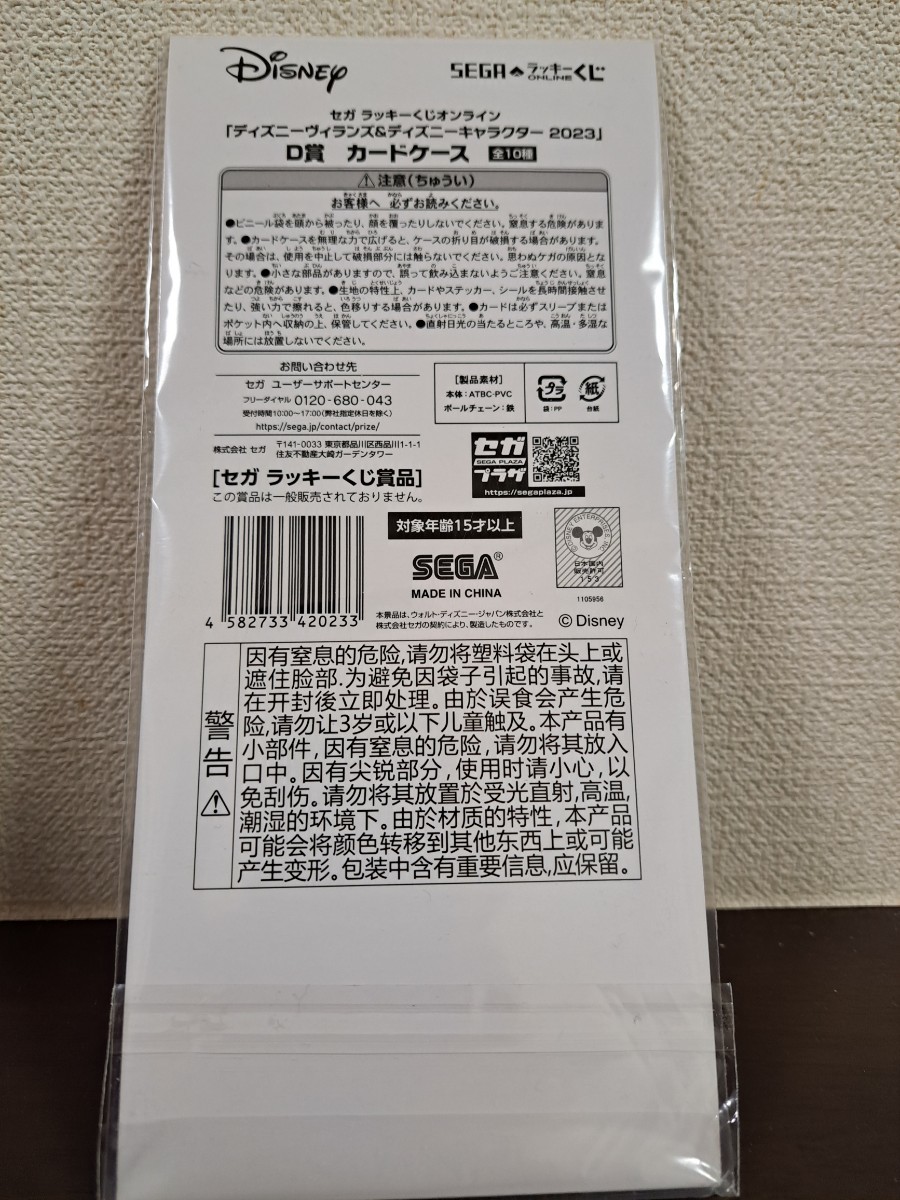 Disney
SEGA ラッキーくじ ONLINE
セガ ラッキーくじオンライン
「ディズニーヴィランズ&ディズニーキャラクター 2023」
D賞 カードケース 全10種
⚠注意(ちゅうい)
お客様へ 必ずお読みください。
●ビニール袋を頭から被ったり、顔を覆ったりしないでください。窒息する危険がありま
す。●カードケースを無理な力で広げると、ケースの折り目が破損する場合があります。
その場合は、使用を中止して破損部分には触らないでください。思わぬケガの原因とな
ります。●小さな部品がありますので、誤って飲み込まないようご注意ください。窒息
などの危険があります。●生地の特性上、カードやステッカー、シールを長時間接触させ
たり、強い力で擦れると、色移りする場合があります。●カードは必ずスリーブまたは
ポケット内へ収納の上、保管してください。●直射日光の当たるところや、高温・多湿な
場所には放置しないでください。
お問い合わせ先
セガ ユーザーサポートセンター
フリーダイヤル 0120-680-043
受付時間10:00〜17:00(弊社指定休日を除く)
https://sega.jp/contact/prize/
[製品素材]
本体:ATBC-PVC
ボールチェーン:鉄
プラ
袋:PP
紙
台紙
株式会社 セガ 〒141-0033 東京都品川区西品川1-1-1
住友不動産大崎ガーデンタワー
セガ
SEGA PLAZA
プラザ
https://segaplaza.jp
[セガ ラッキーくじ賞品]
この賞品は一般販売されておりません。
対象年齢15才以上
SEGA®
MADE IN CHINA
©DISNEY ENTERPRISES, INC.
日本国内
販売許可
153
1105956
4 582733 420233
本景品は、ウォルト・ディズニー・ジャパン株式会社と
株式会社セガの契約により、製造したものです。
© Disney
警告⚠
因有窒息的危险,请勿将塑料袋在头上或
遮住脸部.为避免因袋子引起的事故,请
在开封後立即处理。由於误食会产生危
险,请勿让3岁或以下儿童触及。本产品有
小部件,因有窒息的危险,请勿将其放入
口中。因有尖锐部分,使用时请小心,以
免刮伤。请勿将其放置於受光直射,高温,
潮湿的环境下。由於材质的特性,本产品
可能会将颜色转移到其他东西上或可能
产生变形。包装中含有重要信息,应保留。